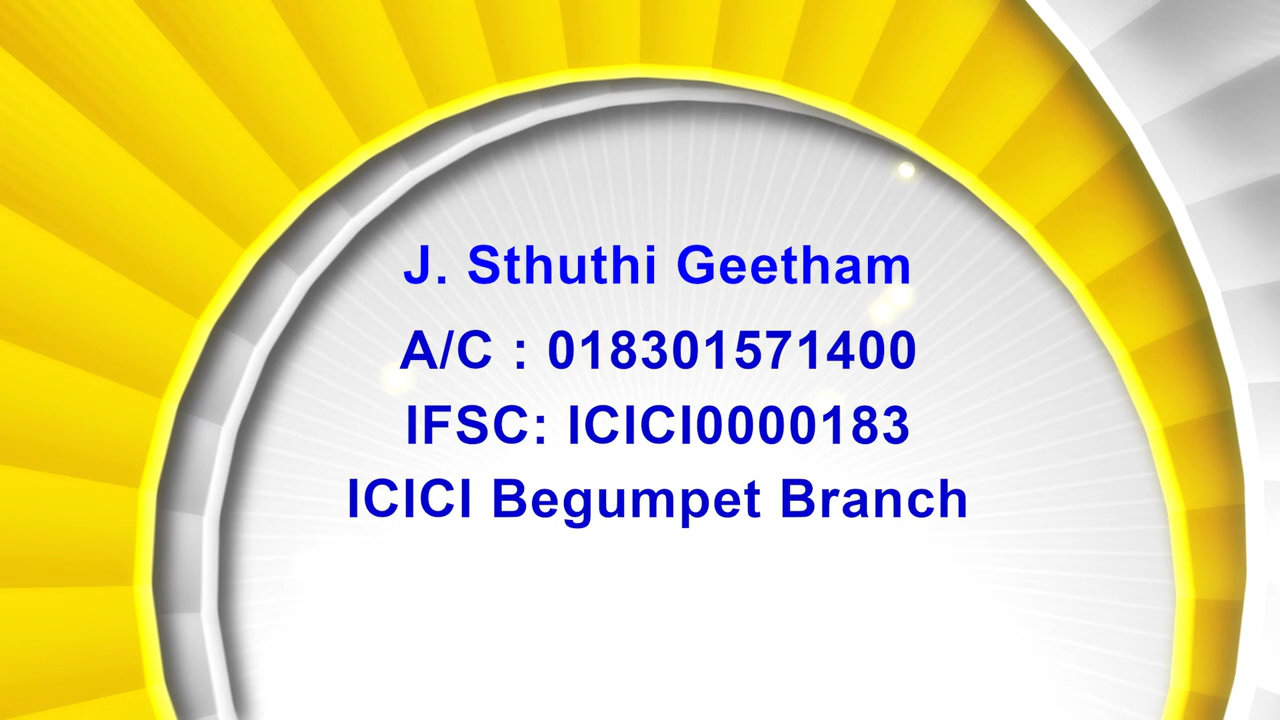 J. Sthuthi Geetham
A/C : 018301571400
IFSC: ICICI0000183
ICICI Begumpet Branch